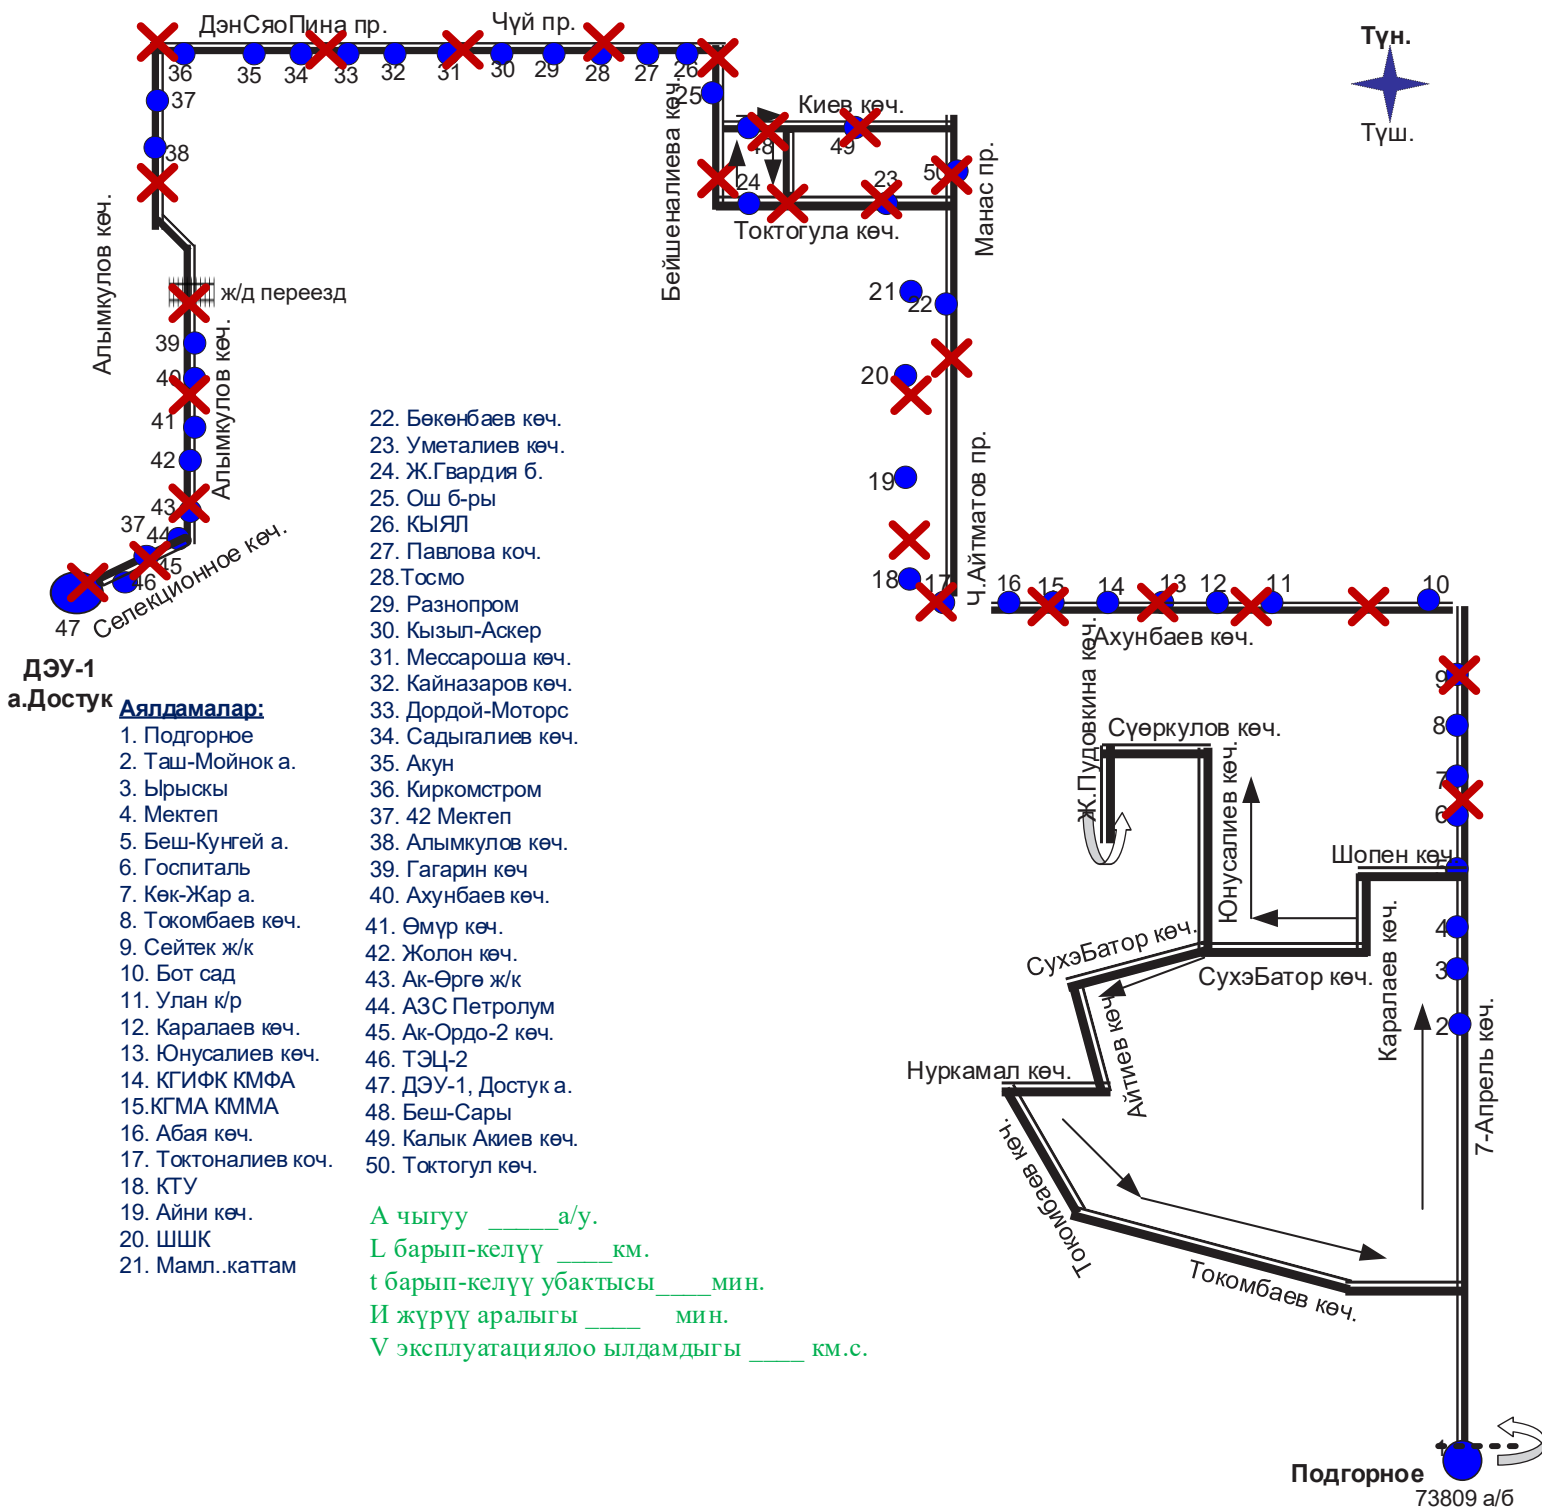 ДэнСяоПина пр.
Чүй пр.
Түн.
Түш.
36
35
34
33
32
31
30
29
28
27
26
25
37
38
Киев көч.
48
49
50
24
23
Токтогула көч.
Бейшеналиева көч.
Манас пр.
Алымкулов көч.
ж/д переезд
Алымкулов көч.
21
22
20
19
18
17
39
40
41
42
43
37
44
45
46
47
Селекционное көч.
ДЭУ-1
а.Достук
Ч.Айтматов пр.
16
15
14
13
12
11
10
Ахунбаев көч.
9
8
7
6
5
4
3
2
1
Ж.Пудовкина көч.
Суөркулов көч.
Юнусалиев көч.
Шопен көч.
СухэБатор көч.
СухэБатор көч.
Каралаев көч.
Айтиев көч.
Нуркамал көч.
Токомбаев көч.
Токомбаев көч.
7-Апрель көч.
Подгорное
73809 а/б
Аялдамалар:
1. Подгорное
2. Таш-Мойнок а.
3. Ырыскы
4. Мектеп
5. Беш-Кунгей а.
6. Госпиталь
7. Көк-Жар а.
8. Токомбаев көч.
9. Сейтек ж/к
10. Бот сад
11. Улан к/р
12. Каралаев көч.
13. Юнусалиев көч.
14. КГИФК КМФА
15.КГМА КММА
16. Абая көч.
17. Токтоналиев коч.
18. КТУ
19. Айни көч.
20. ШШК
21. Мамл..каттам
22. Бөкөнбаев көч.
23. Уметалиев көч.
24. Ж.Гвардия б.
25. Ош б-ры
26. КЫЯЛ
27. Павлова коч.
28.Тосмо
29. Разнопром
30. Кызыл-Аскер
31. Мессароша көч.
32. Кайназаров көч.
33. Дордой-Моторс
34. Садыгалиев көч.
35. Акун
36. Киркомстром
37. 42 Мектеп
38. Алымкулов көч.
39. Гагарин көч
40. Ахунбаев көч.
41. Өмүр көч.
42. Жолон көч.
43. Ак-Өргө ж/к
44. АЗС Петролум
45. Ак-Ордо-2 көч.
46. ТЭЦ-2
47. ДЭУ-1, Достук а.
48. Беш-Сары
49. Калык Акиев көч.
50. Токтогул көч.
А чыгуу _____а/у.
L барып-келүү ____км.
t барып-келүү убактысы____мин.
И жүрүү аралыгы ____ мин.
V эксплуатациялоо ылдамдыгы ____ км.с.